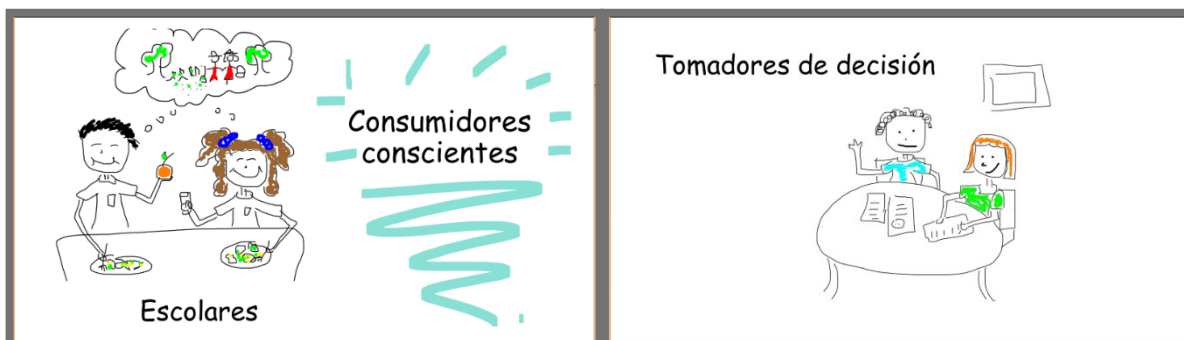 Consumidores
conscientes
Escolares
Tomadores de decisión